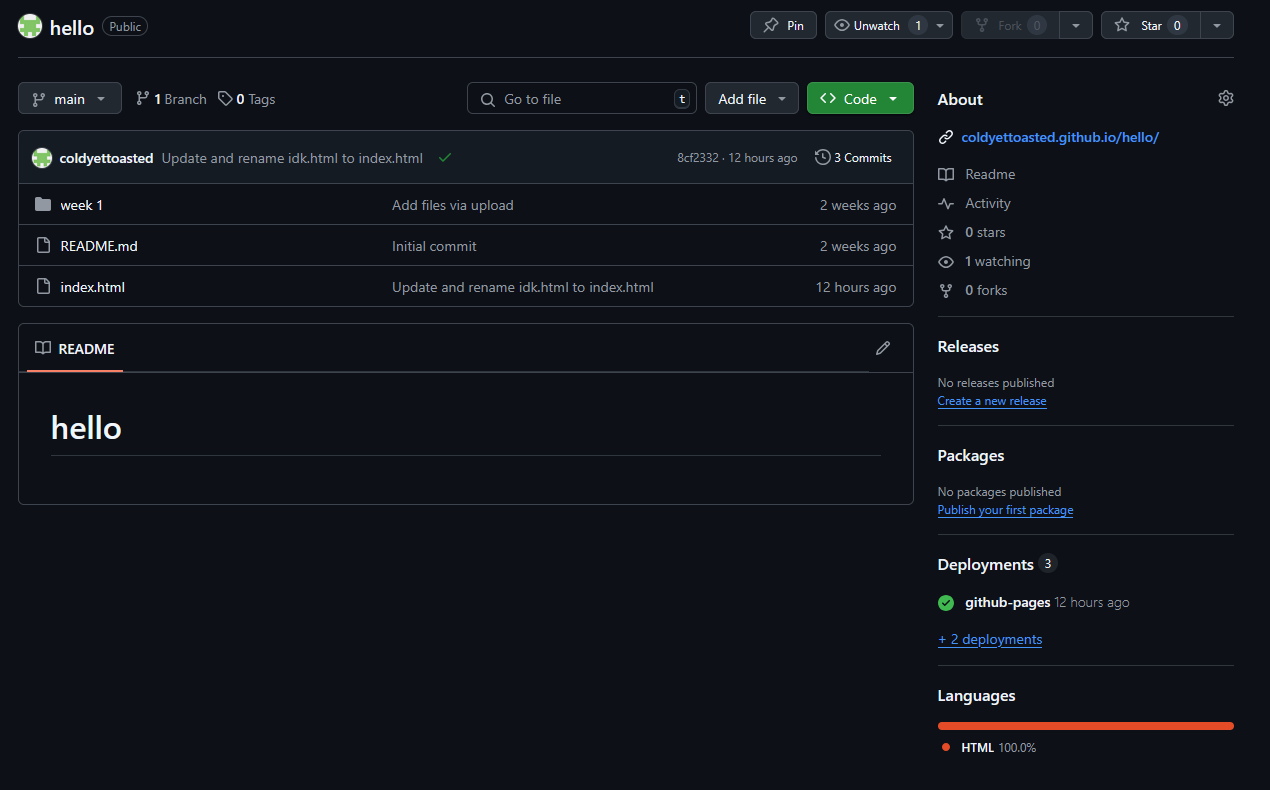 hello Public Pin Unwatch 1 Fork 0 Star 0
main 1 Branch 0 Tags Go to file t Add file Code
coldyettoasted Update and rename idk.html to index.html 8cf2332 · 12 hours ago 3 Commits
week 1 Add files via upload 2 weeks ago
README.md Initial commit 2 weeks ago
index.html Update and rename idk.html to index.html 12 hours ago
README
hello
About
coldyettoasted.github.io/hello/
Readme
Activity
0 stars
1 watching
0 forks
Releases
No releases published
Create a new release
Packages
No packages published
Publish your first package
Deployments 3
github-pages 12 hours ago
+ 2 deployments
Languages
HTML 100.0%